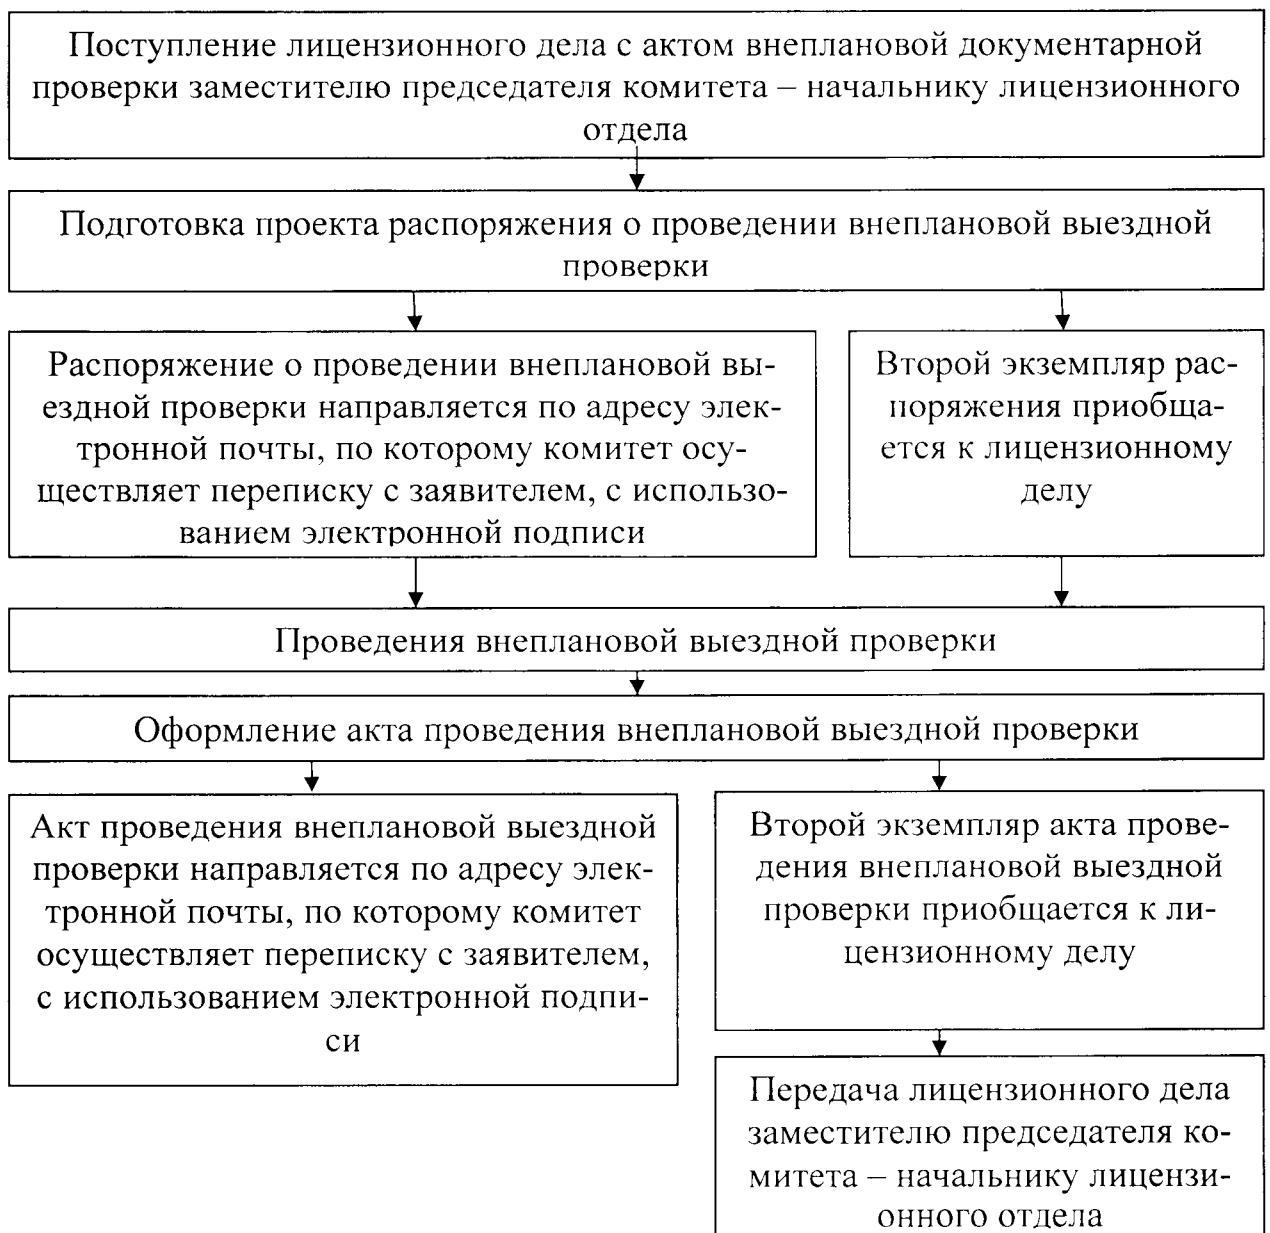 Поступление лицензионного дела с актом внеплановой документарной
проверки заместителю председателя комитета – начальнику лицензионного
отдела
Подготовка проекта распоряжения о проведении внеплановой выездной
проверки
Распоряжение о проведении внеплановой вы-
ездной проверки направляется по адресу элек-
тронной почты, по которому комитет осу-
ществляет переписку с заявителем, с использо-
ванием электронной подписи
Второй экземпляр рас-
поряжения приобща-
ется к лицензионному
делу
Проведения внеплановой выездной проверки
Оформление акта проведения внеплановой выездной проверки
Акт проведения внеплановой выездной
проверки направляется по адресу элек-
тронной почты, по которому комитет
осуществляет переписку с заявителем,
с использованием электронной подпи-
си
Второй экземпляр акта прове-
дения внеплановой выездной
проверки приобщается к ли-
цензионному делу
Передача лицензионного дела
заместителю председателя ко-
митета – начальнику лицензи-
онного отдела